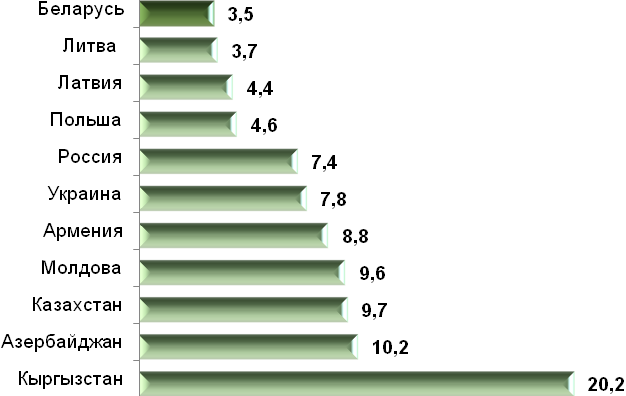 Беларусь 3,5
Литва 3,7
Латвия 4,4
Польша 4,6
Россия 7,4
Украина 7,8
Армения 8,8
Молдова 9,6
Казахстан 9,7
Азербайджан 10,2
Кыргызстан 20,2